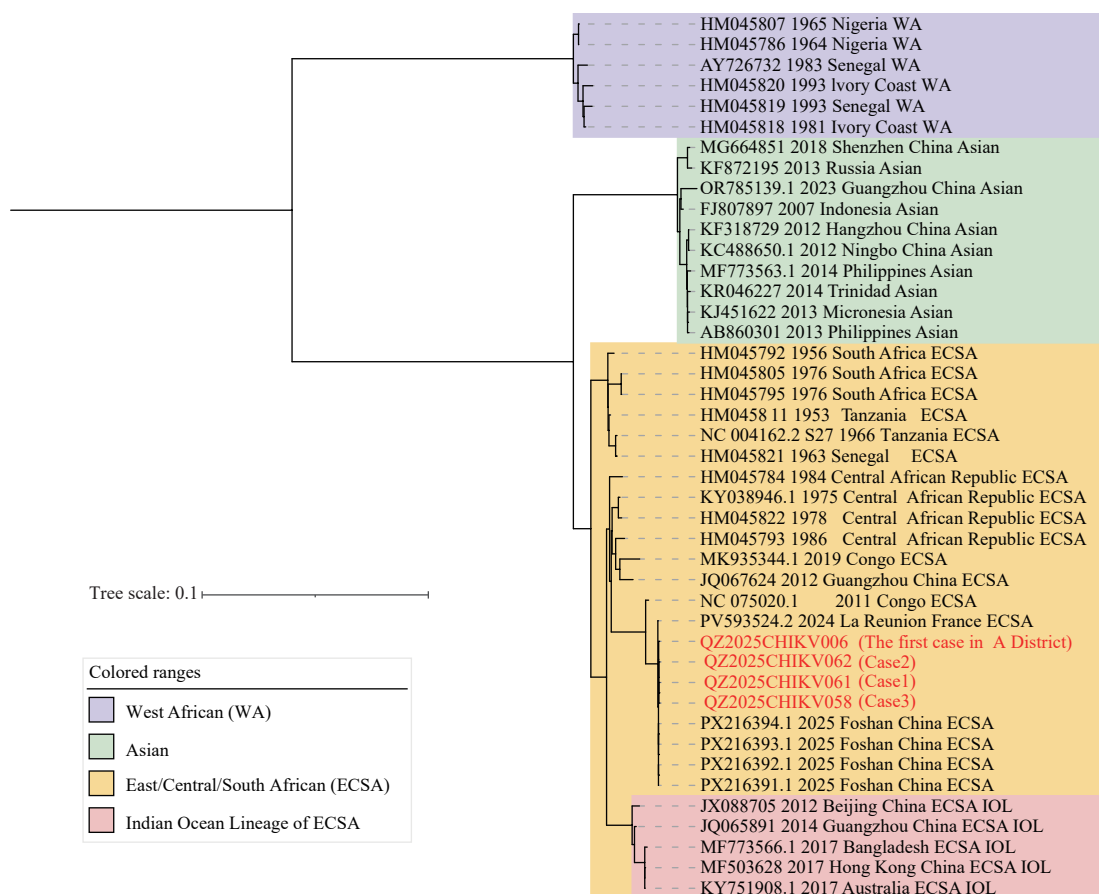 HM045807 1965 Nigeria WA
HM045786 1964 Nigeria WA
AY726732 1983 Senegal WA
HM045820 1993 Ivory Coast WA
HM045819 1993 Senegal WA
HM045818 1981 Ivory Coast WA
MG664851 2018 Shenzhen China Asian
KF872195 2013 Russia Asian
OR785139.1 2023 Guangzhou China Asian
FJ807897 2007 Indonesia Asian
KF318729 2012 Hangzhou China Asian
KC488650.1 2012 Ningbo China Asian
MF773563.1 2014 Philippines Asian
KR046227 2014 Trinidad Asian
KJ451622 2013 Micronesia Asian
AB860301 2013 Philippines Asian
HM045792 1956 South Africa ECSA
HM045805 1976 South Africa ECSA
HM045795 1976 South Africa ECSA
HM0458 11 1953 Tanzania ECSA
NC 004162.2 S27 1966 Tanzania ECSA
HM045821 1963 Senegal ECSA
HM045784 1984 Central African Republic ECSA
KY038946.1 1975 Central African Republic ECSA
HM045822 1978 Central African Republic ECSA
HM045793 1986 Central African Republic ECSA
MK935344.1 2019 Congo ECSA
JQ067624 2012 Guangzhou China ECSA
NC 075020.1 2011 Congo ECSA
PV593524.2 2024 La Reunion France ECSA
QZ2025CHIKV006 (The first case in A District)
QZ2025CHIKV062 (Case2)
QZ2025CHIKV061 (Case1)
QZ2025CHIKV058 (Case3)
PX216394.1 2025 Foshan China ECSA
PX216393.1 2025 Foshan China ECSA
PX216392.1 2025 Foshan China ECSA
PX216391.1 2025 Foshan China ECSA
JX088705 2012 Beijing China ECSA IOL
JQ065891 2014 Guangzhou China ECSA IOL
MF773566.1 2017 Bangladesh ECSA IOL
MF503628 2017 Hong Kong China ECSA IOL
KY751908.1 2017 Australia ECSA IOL
Tree scale: 0.1
Colored ranges
West African (WA)
Asian
East/Central/South African (ECSA)
Indian Ocean Lineage of ECSA